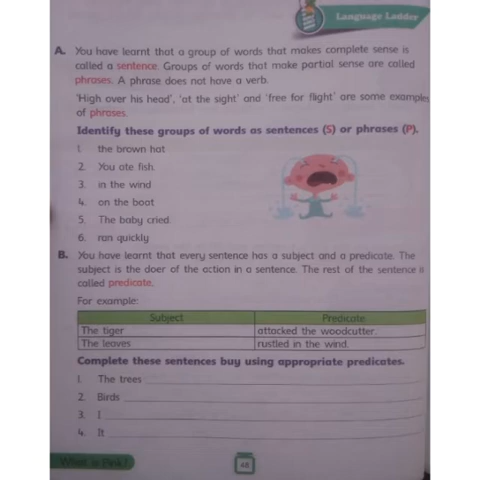 Language Ladder
A. You have learnt that a group of words that makes complete sense is
called a sentence. Groups of words that make partial sense are called
phrases. A phrase does not have a verb.
'High over his head', 'at the sight' and 'free for flight' are some examples
of phrases.
Identify these groups of words as sentences (S) or phrases (P).
1. the brown hat
2. You ate fish.
3. in the wind
4. on the boat
5. The baby cried.
6. ran quickly
B. You have learnt that every sentence has a subject and a predicate. The
subject is the doer of the action in a sentence. The rest of the sentence is
called predicate.
For example:
Subject Predicate
The tiger attacked the woodcutter.
The leaves rustled in the wind.
Complete these sentences buy using appropriate predicates.
1. The trees
2. Birds
3. I
4. It
What is Pink?
48